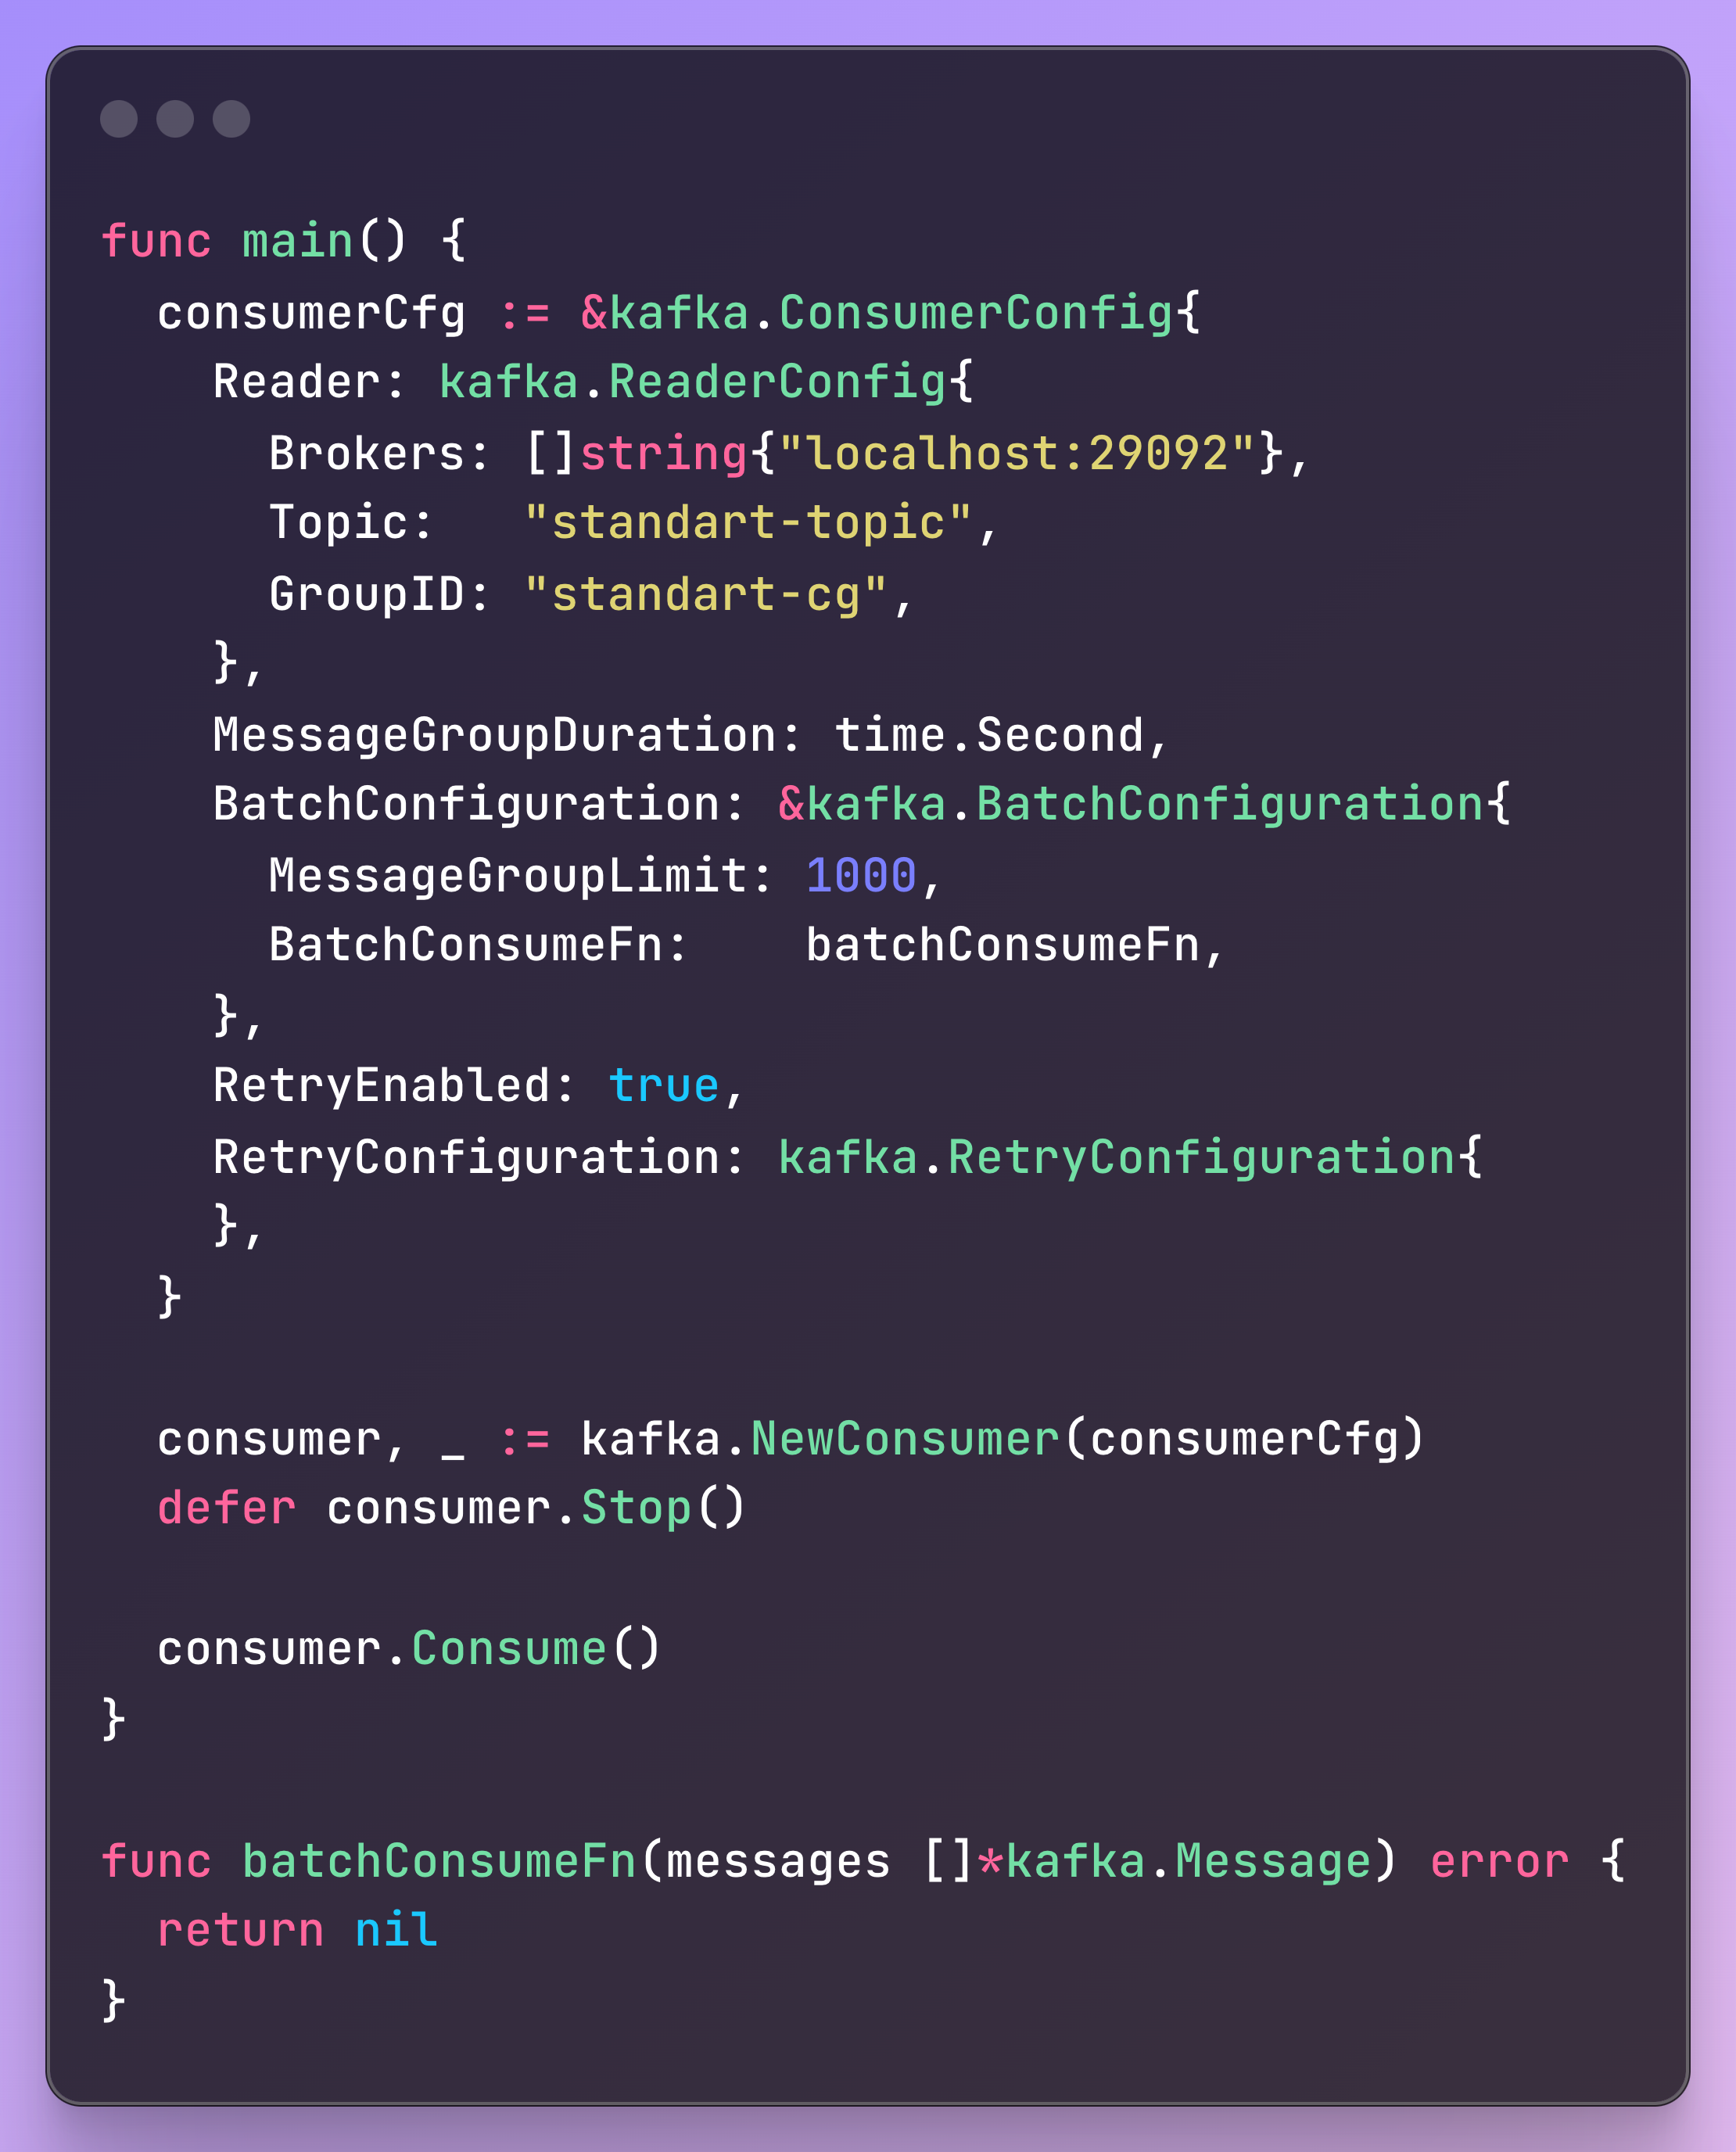 func main() {
  consumerCfg := &kafka.ConsumerConfig{
    Reader: kafka.ReaderConfig{
      Brokers: []string{"localhost:29092"},
      Topic:   "standart-topic",
      GroupID: "standart-cg",
    },
    MessageGroupDuration: time.Second,
    BatchConfiguration: &kafka.BatchConfiguration{
      MessageGroupLimit: 1000,
      BatchConsumeFn:    batchConsumeFn,
    },
    RetryEnabled: true,
    RetryConfiguration: kafka.RetryConfiguration{
    },
  }

  consumer, _ := kafka.NewConsumer(consumerCfg)
  defer consumer.Stop()

  consumer.Consume()
}

func batchConsumeFn(messages []*kafka.Message) error {
  return nil
}